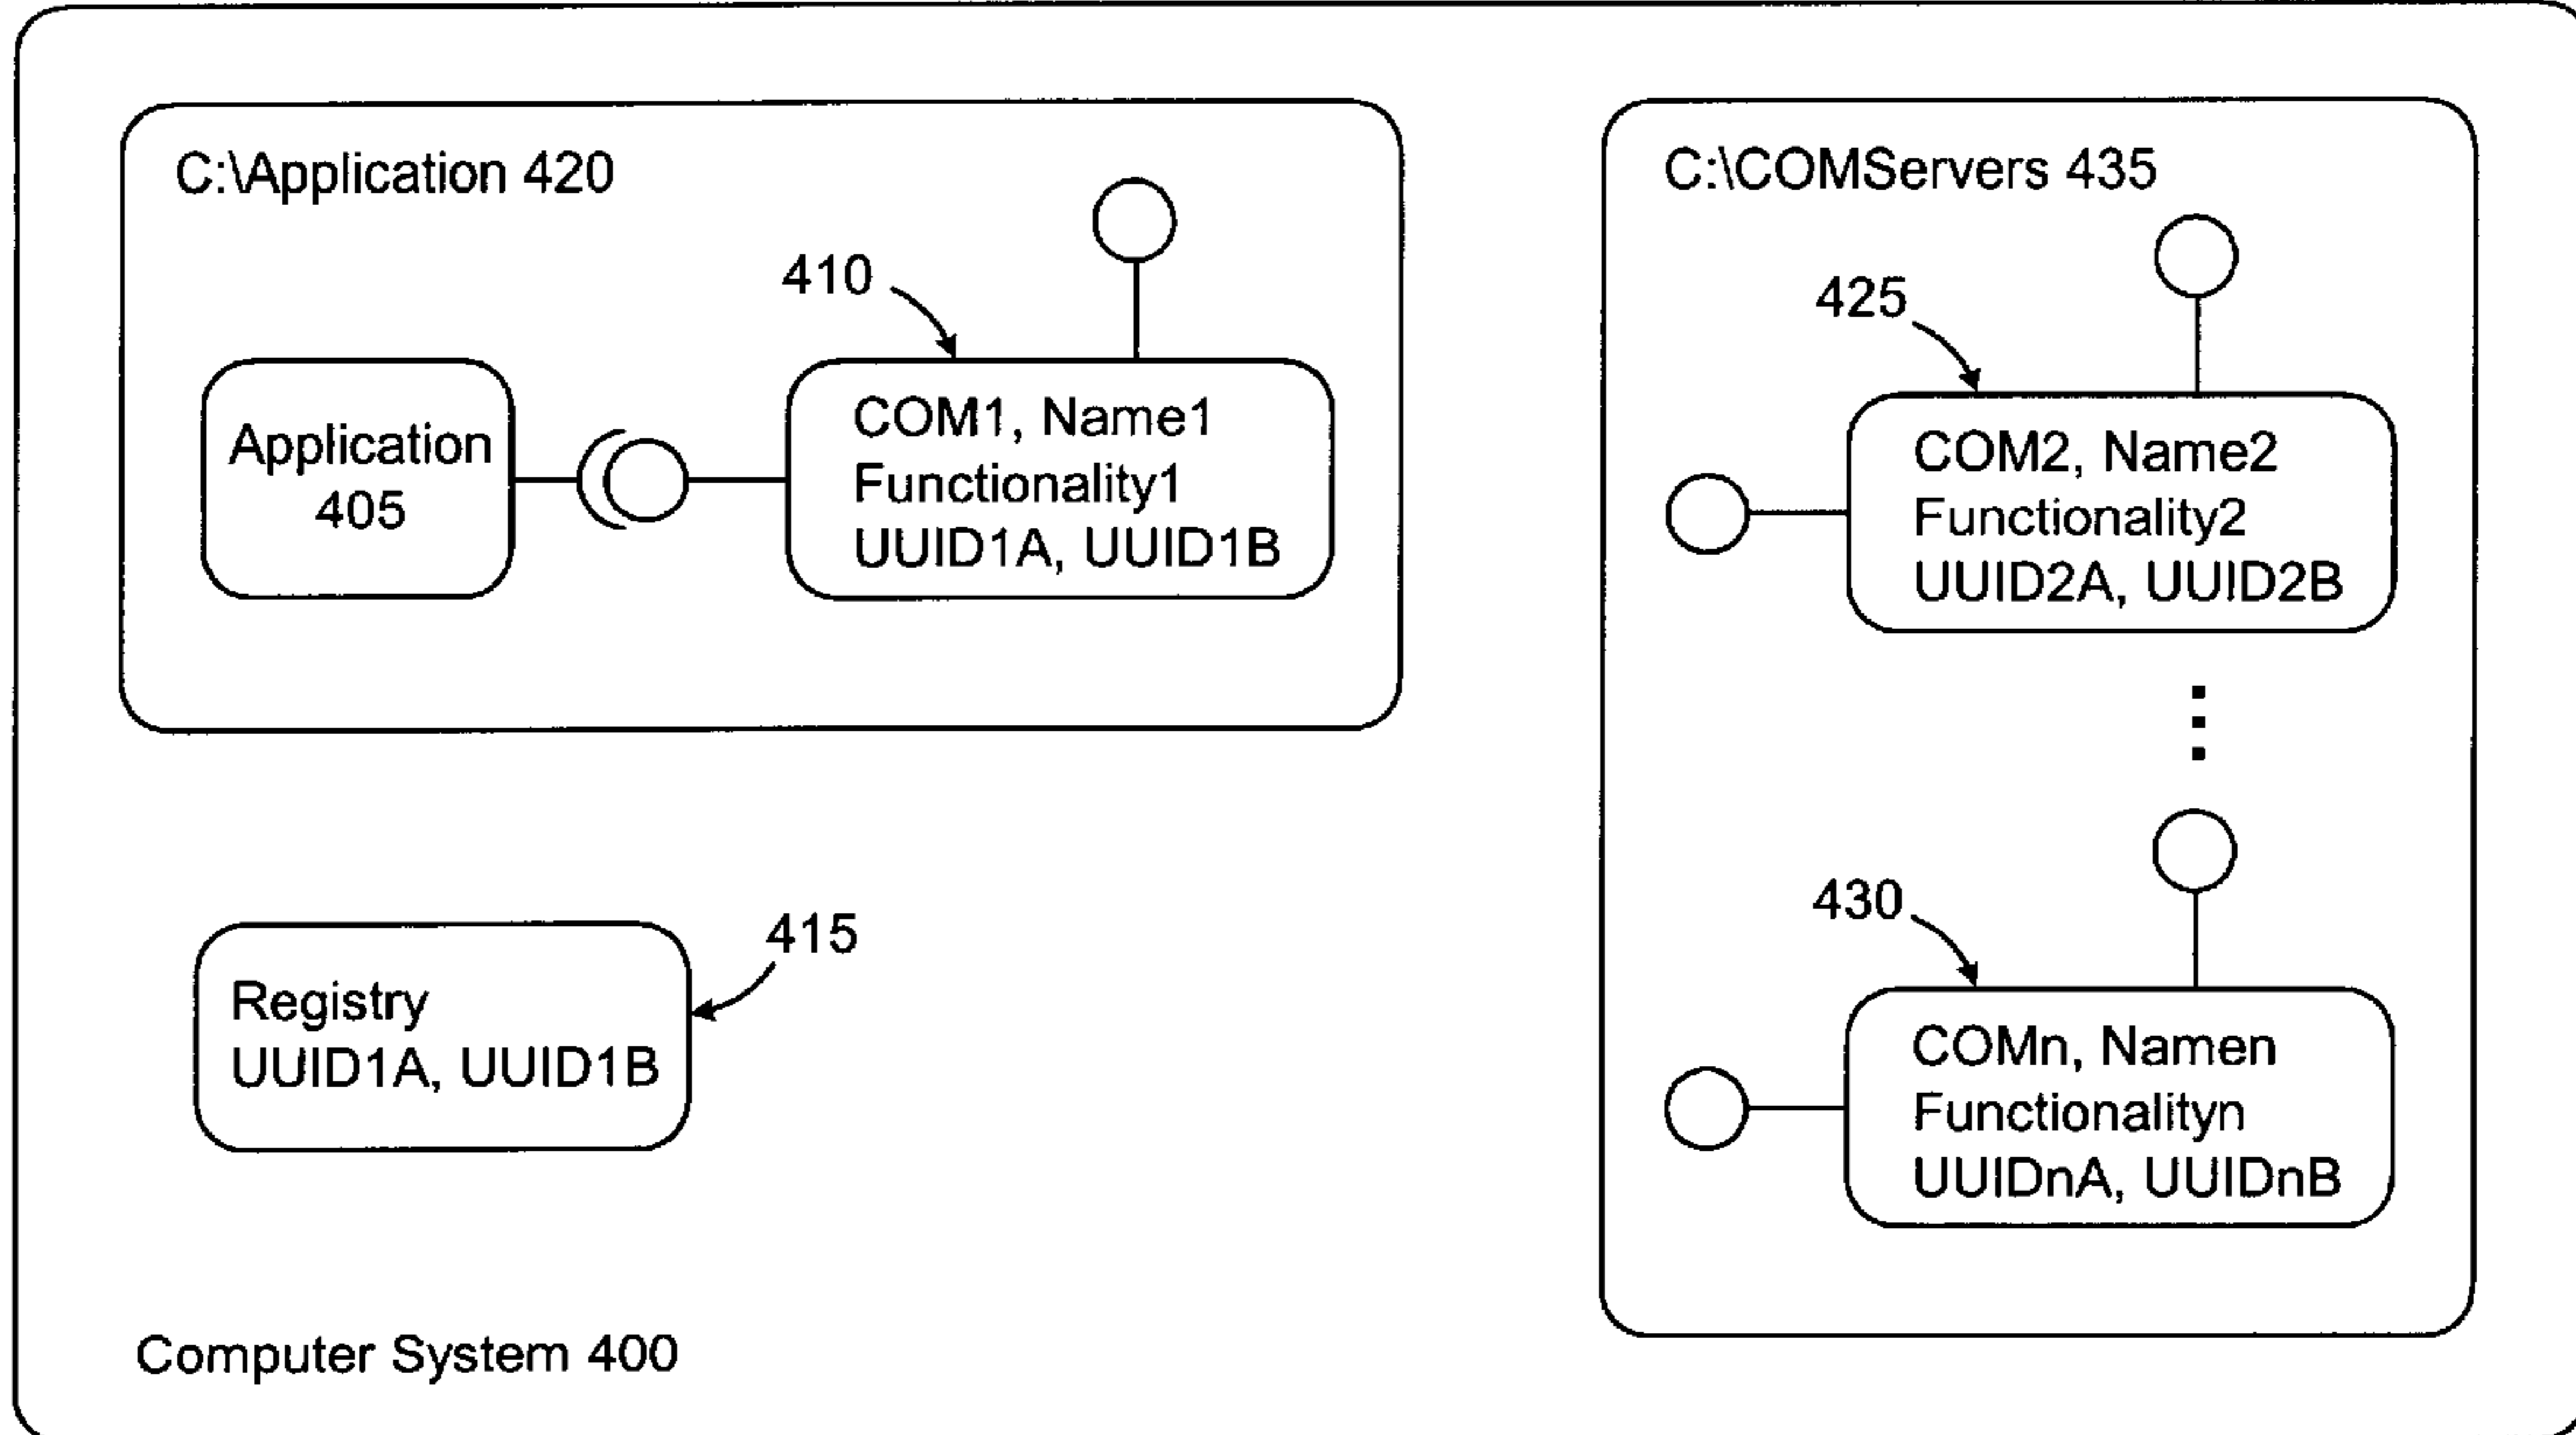 C:\Application 420
410
Application
405
COM1, Name1
Functionality1
UUID1A, UUID1B
C:\COMServers 435
425
COM2, Name2
Functionality2
UUID2A, UUID2B
430
COMn, Namen
Functionalityn
UUIDnA, UUIDnB
415
Registry
UUID1A, UUID1B
Computer System 400